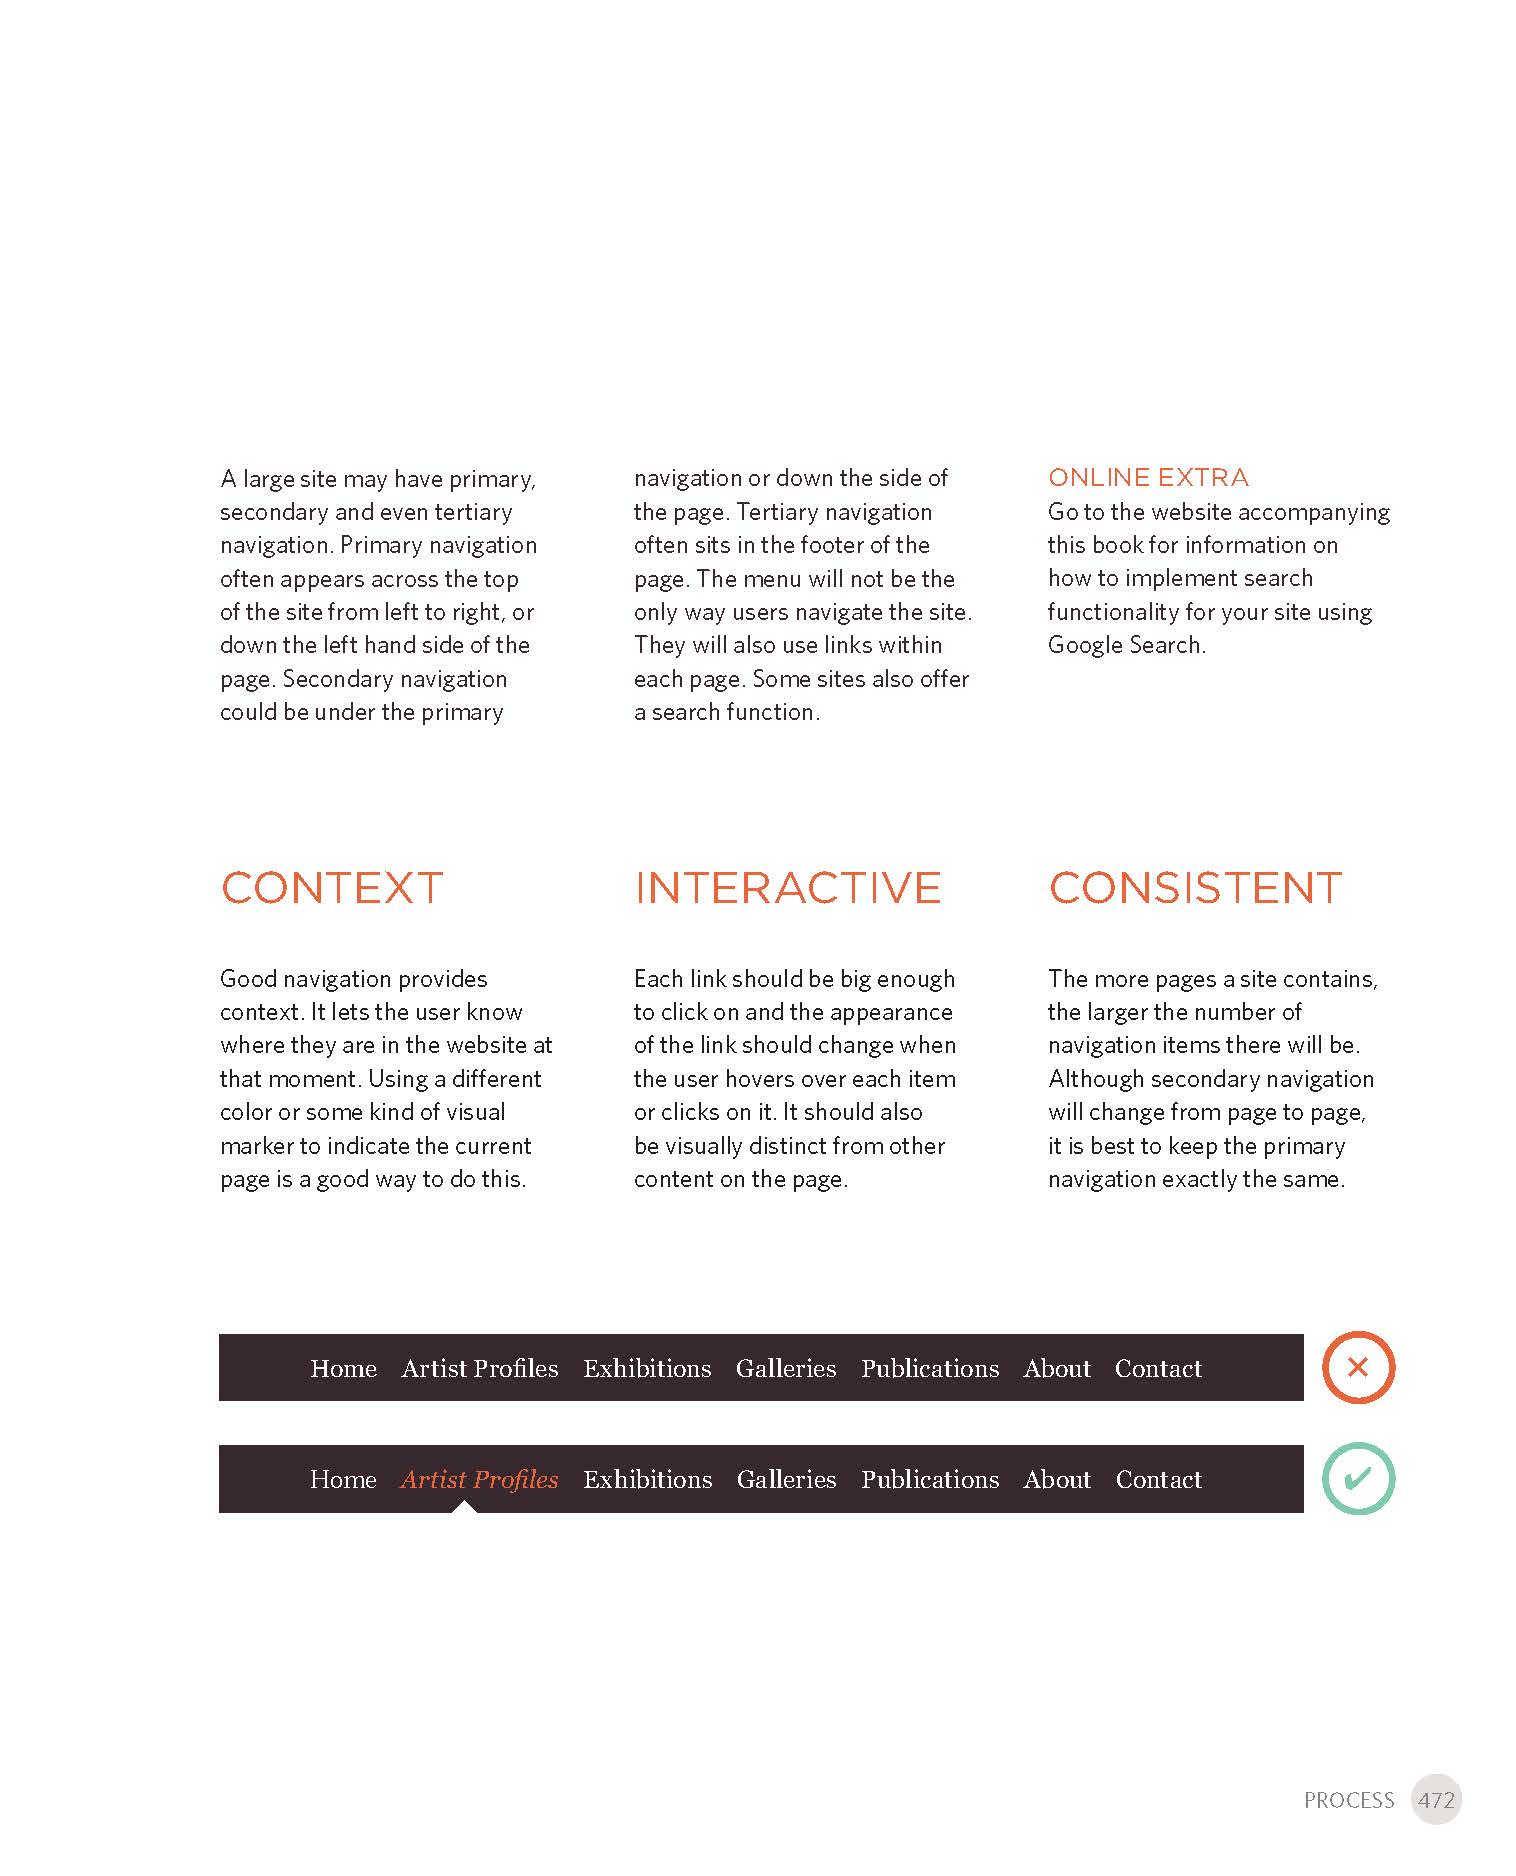 A large site may have primary,
secondary and even tertiary
navigation. Primary navigation
often appears across the top
of the site from left to right, or
down the left hand side of the
page. Secondary navigation
could be under the primary
navigation or down the side of
the page. Tertiary navigation
often sits in the footer of the
page. The menu will not be the
only way users navigate the site.
They will also use links within
each page. Some sites also offer
a search function.
ONLINE EXTRA
Go to the website accompanying
this book for information on
how to implement search
functionality for your site using
Google Search.
CONTEXT
Good navigation provides
context. It lets the user know
where they are in the website at
that moment. Using a different
color or some kind of visual
marker to indicate the current
page is a good way to do this.
INTERACTIVE
Each link should be big enough
to click on and the appearance
of the link should change when
the user hovers over each item
or clicks on it. It should also
be visually distinct from other
content on the page.
CONSISTENT
The more pages a site contains,
the larger the number of
navigation items there will be.
Although secondary navigation
will change from page to page,
it is best to keep the primary
navigation exactly the same.
Home Artist Profiles Exhibitions Galleries Publications About Contact
Home Artist Profiles Exhibitions Galleries Publications About Contact
PROCESS 472